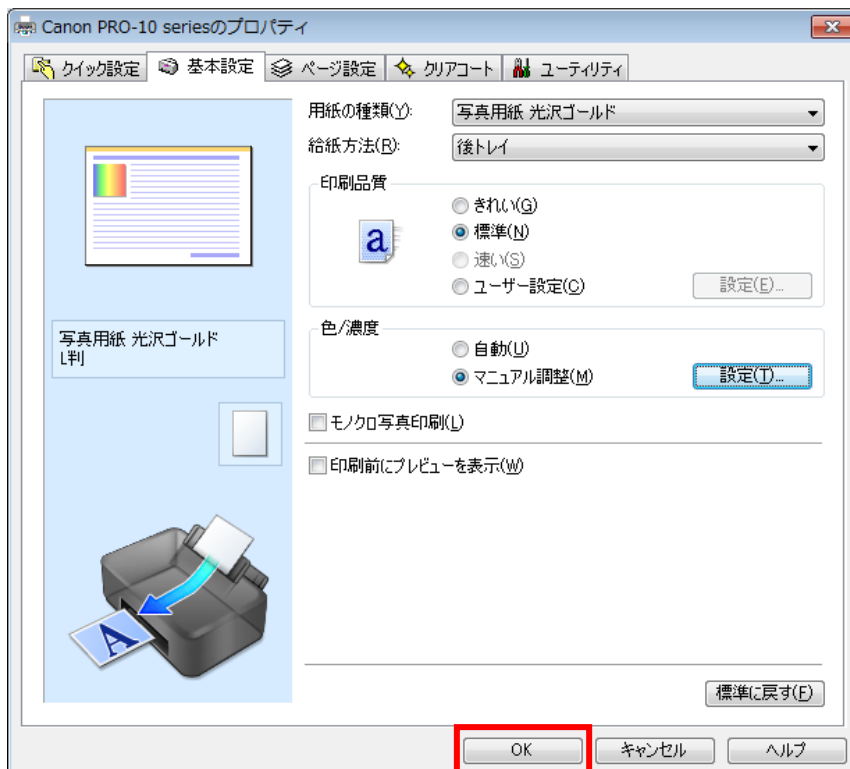 Canon PRO-10 seriesのプロパティ
クイック設定 基本設定 ページ設定 クリアコート ユーティリティ
用紙の種類(Y): 写真用紙 光沢ゴールド
給紙方法(R): 後トレイ
印刷品質
きれい(G)
a 標準(N)
速い(S)
ユーザー設定(C) 設定(E)...
色/濃度
自動(U)
マニュアル調整(M) 設定(T)...
写真用紙 光沢ゴールド
L判
モノクロ写真印刷(L)
印刷前にプレビューを表示(W)
A
標準に戻す(F)
OK キャンセル ヘルプ